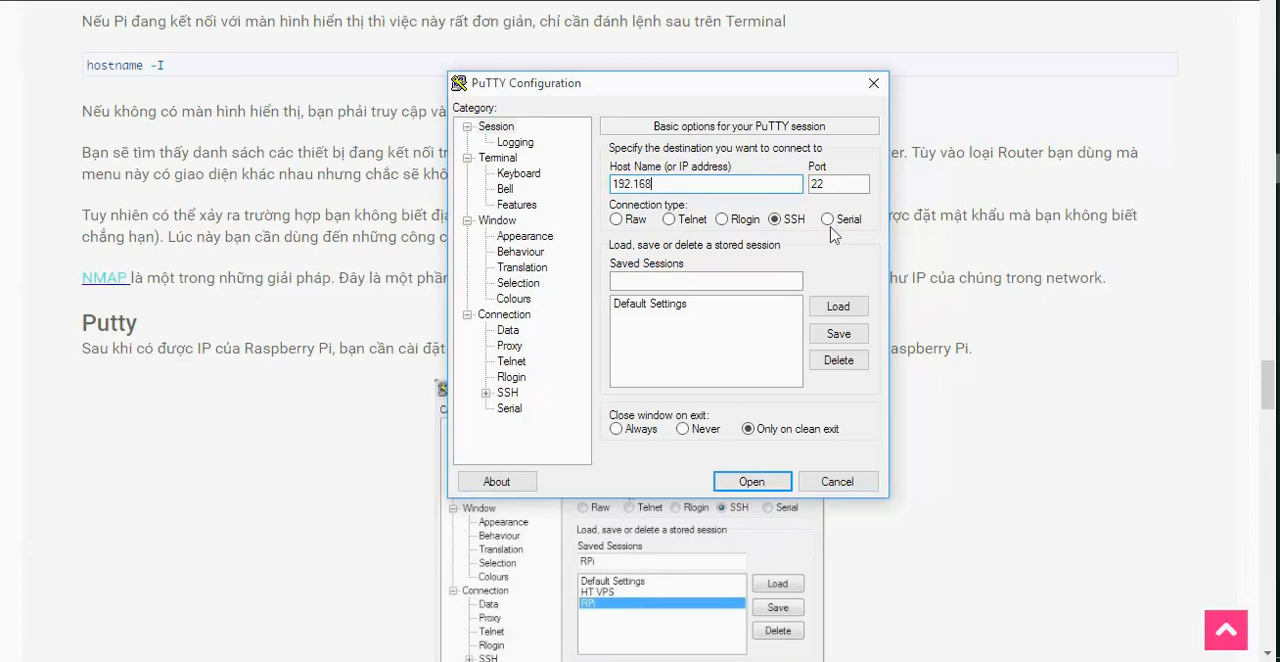 Nếu Pi đang kết nối với màn hình hiển thị thì việc này rất đơn giản, chỉ cần đánh lệnh sau trên Terminal
hostname -I
Nếu không có màn hình hiển thị, bạn phải truy cập và
Bạn sẽ tìm thấy danh sách các thiết bị đang kết nối tr
er. Tùy vào loại Router bạn dùng mà
menu này có giao diện khác nhau nhưng chắc sẽ khô
Tuy nhiên có thể xảy ra trường hợp bạn không biết địa
ược đặt mật khẩu mà bạn không biết
chẳng hạn). Lúc này bạn cần dùng đến những công c
NMAP là một trong những giải pháp. Đây là một phần
hư IP của chúng trong network.
Putty
Sau khi có được IP của Raspberry Pi, bạn cần cài đặt
aspberry Pi.
PuTTY Configuration
Category:
Session
Logging
Terminal
Keyboard
Bell
Features
Window
Appearance
Behaviour
Translation
Selection
Colours
Connection
Data
Proxy
Telnet
Rlogin
SSH
Serial
Basic options for your PuTTY session
Specify the destination you want to connect to
Host Name (or IP address) Port
192.168 22
Connection type:
Raw Telnet Rlogin SSH Serial
Load, save or delete a stored session
Saved Sessions
Default Settings
Load
Save
Delete
Close window on exit:
Always Never Only on clean exit
About Open Cancel
Window
Appearance
Behaviour
Translation
Selection
Colours
Connection
Data
Proxy
Telnet
Rlogin
SSH
Raw Telnet Rlogin SSH Serial
Load, save or delete a stored session
Saved Sessions
RPi
Default Settings
HT VPS
RPi
Load
Save
Delete